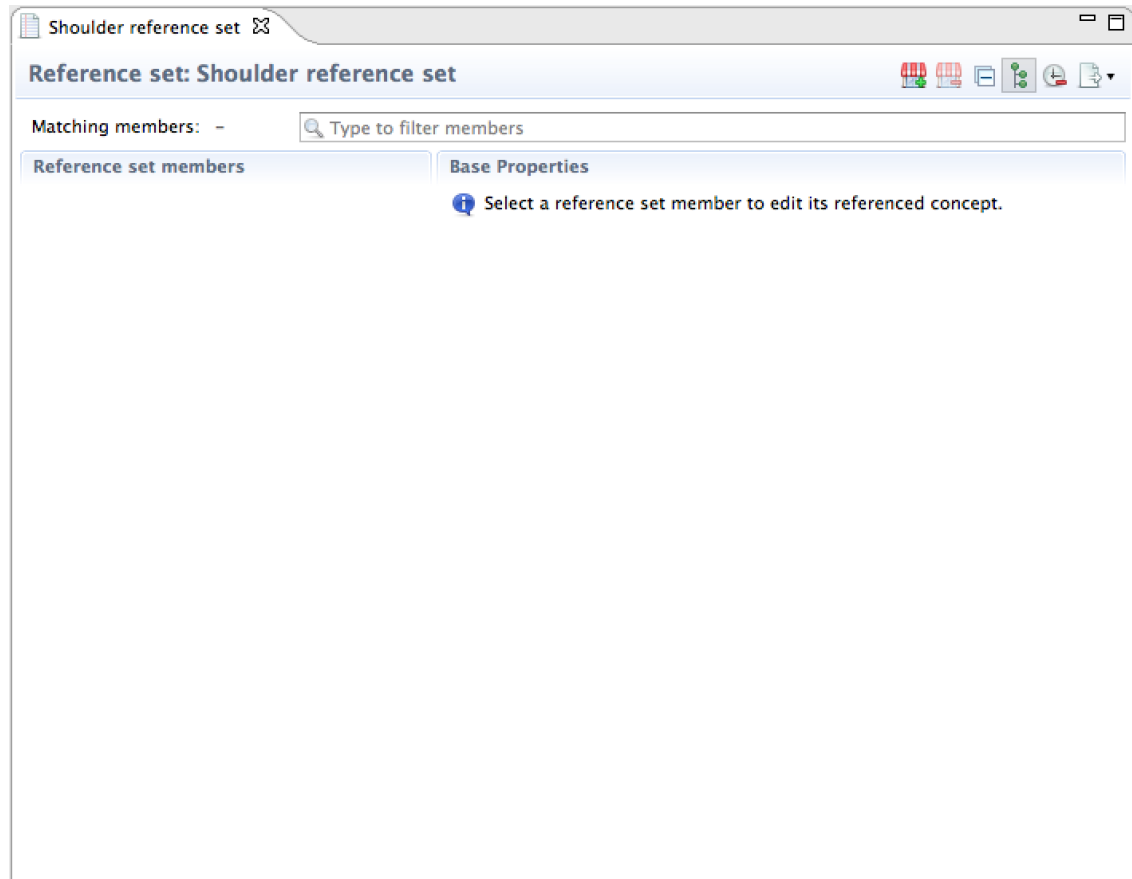 Shoulder reference set
Reference set: Shoulder reference set
Matching members: –
Type to filter members
Reference set members
Base Properties
Select a reference set member to edit its referenced concept.